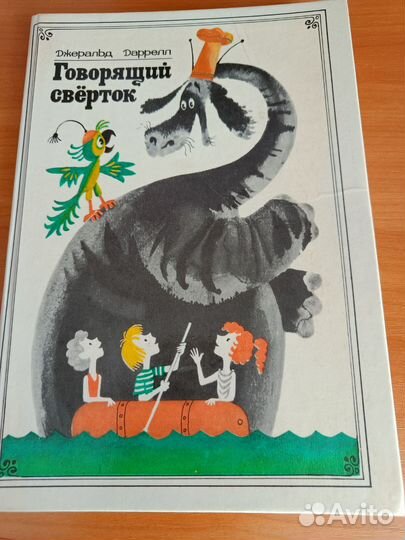 Джеральд Даррелл
Говорящий
свёрток
Avito